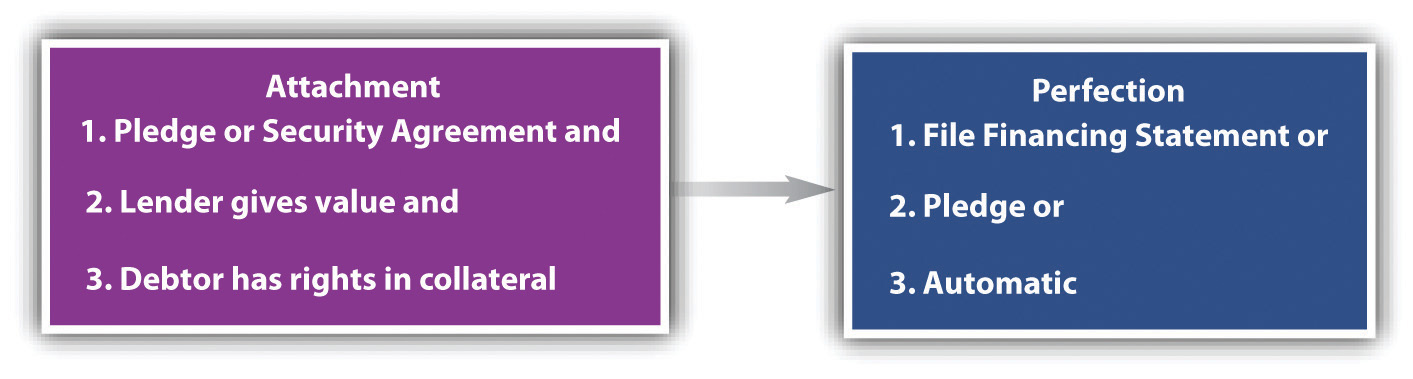 Attachment
1. Pledge or Security Agreement and
2. Lender gives value and
3. Debtor has rights in collateral
Perfection
1. File Financing Statement or
2. Pledge or
3. Automatic